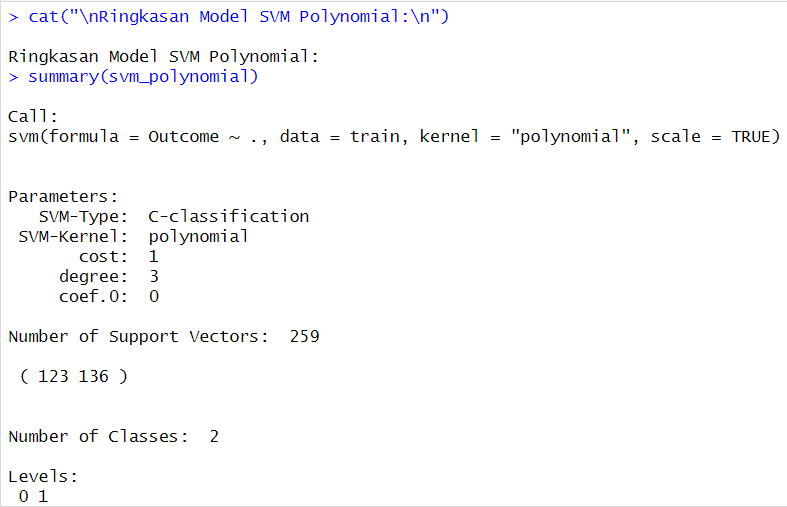 > cat("\nRingkasan Model SVM Polynomial:\n")
Ringkasan Model SVM Polynomial:
> summary(svm_polynomial)
Call:
svm(formula = Outcome ~ ., data = train, kernel = "polynomial", scale = TRUE)
Parameters:
   SVM-Type:  C-classification
 SVM-Kernel:  polynomial
       cost:  1
     degree:  3
     coef.0:  0
Number of Support Vectors:  259
 ( 123 136 )
Number of Classes:  2
Levels:
 0 1